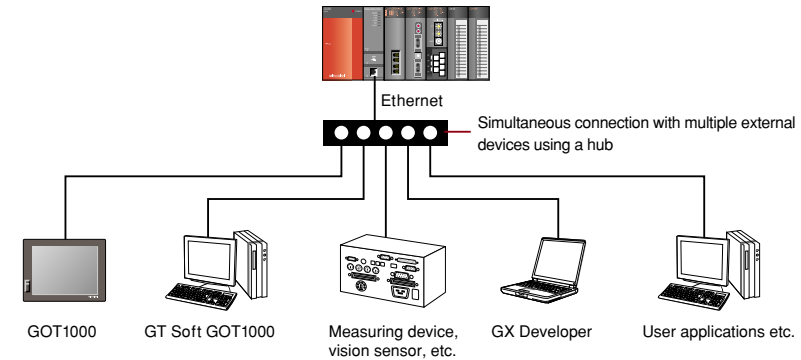 Ethernet
Simultaneous connection with multiple external
devices using a hub
GOT1000
GT Soft GOT1000
Measuring device,
vision sensor, etc.
GX Developer
User applications etc.